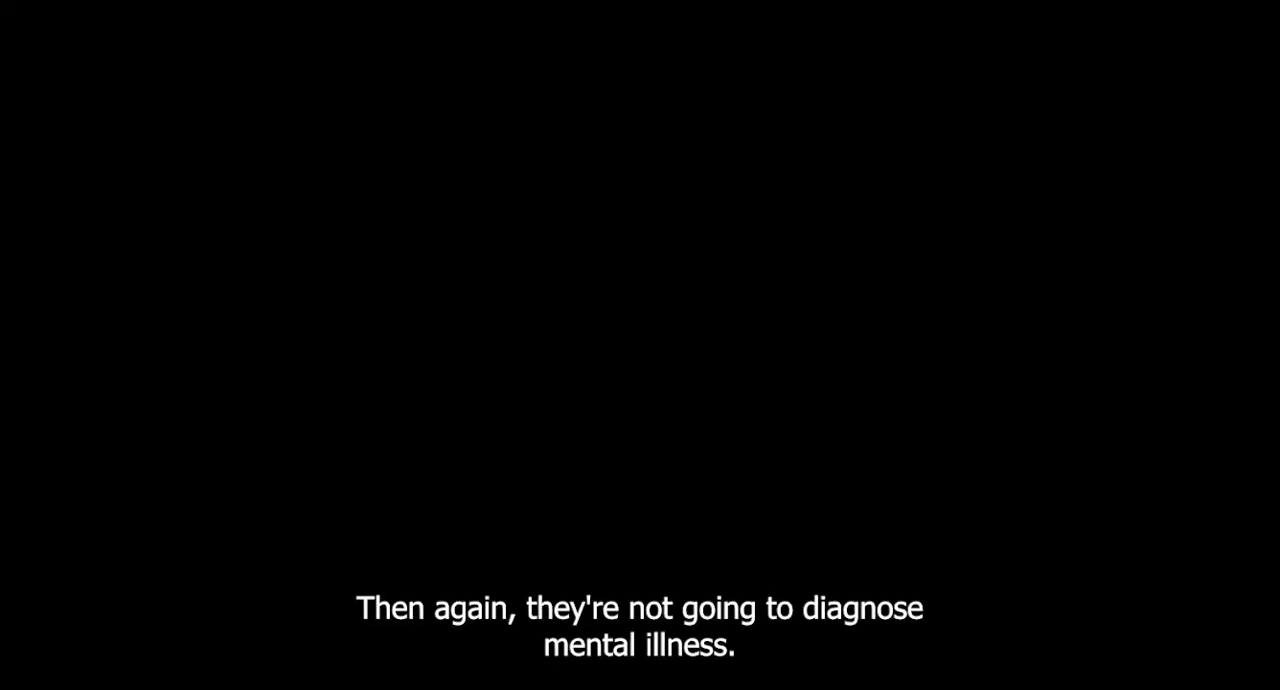 Then again, they're not going to diagnose
mental illness.